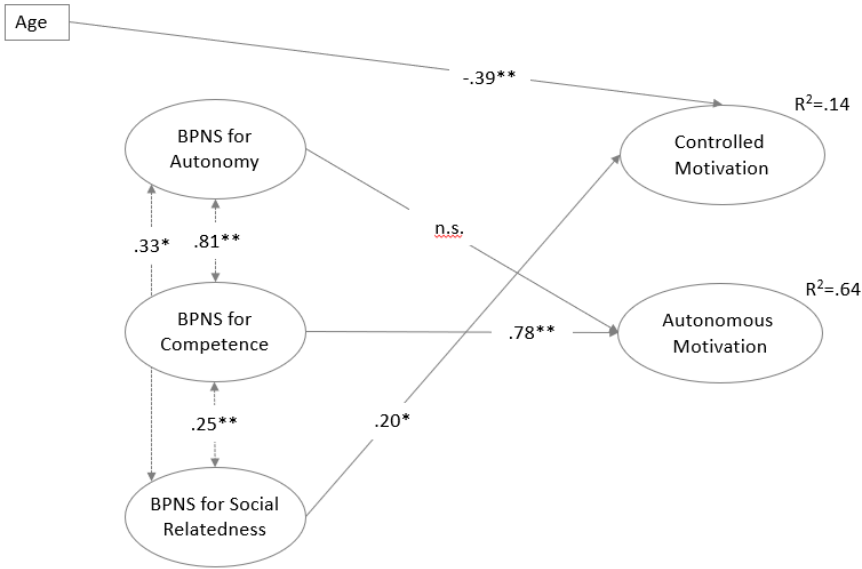 Age
-.39**
R²=.14
BPNS for
Autonomy
Controlled
Motivation
n.s.
.33*
.81**
R²=.64
BPNS for
Competence
.78**
Autonomous
Motivation
.25**
.20*
BPNS for Social
Relatedness